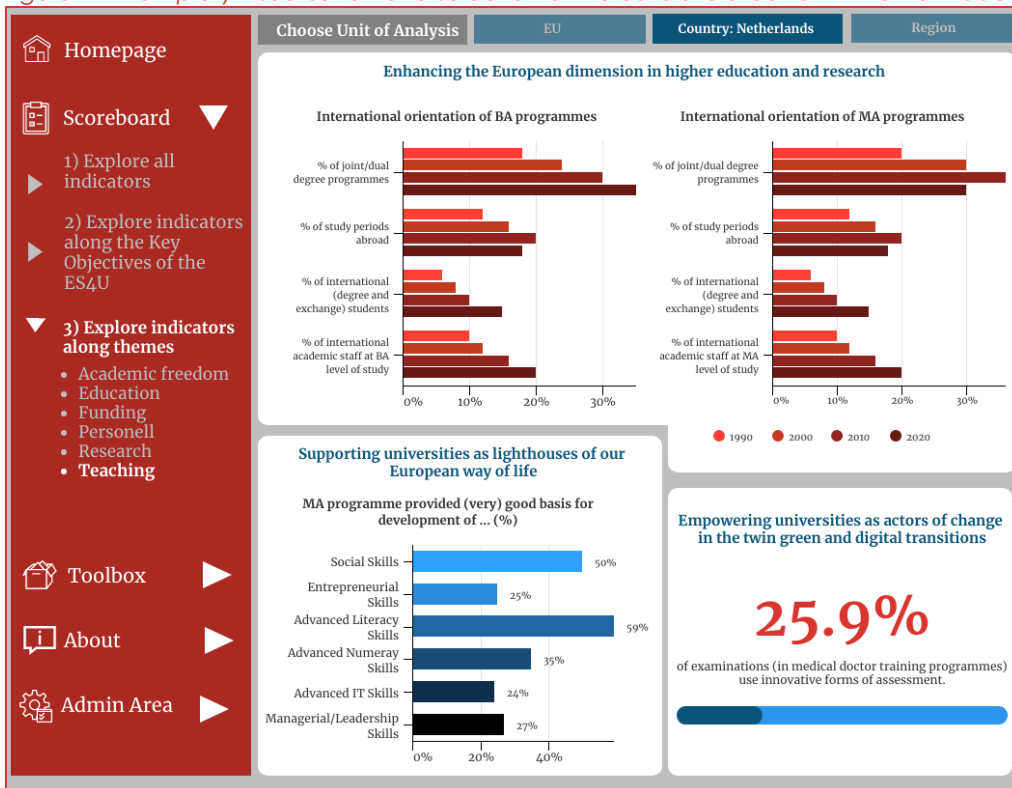 Homepage
Scoreboard
1) Explore all
indicators
2) Explore indicators
along the Key
Objectives of the
ES4U
3) Explore indicators
along themes
• Academic freedom
• Education
• Funding
• Personell
• Research
• Teaching
Toolbox
About
Admin Area
Choose Unit of Analysis
EU
Country: Netherlands
Region
Enhancing the European dimension in higher education and research
International orientation of BA programmes
% of joint/dual
degree programmes
% of study periods
abroad
% of international
(degree and
exchange) students
% of international
academic staff at BA
level of study
0% 10% 20% 30%
International orientation of MA programmes
% of joint/dual degree
programmes
% of study periods
abroad
% of international
(degree and
exchange) students
% of international
academic staff at MA
level of study
0% 10% 20% 30%
1990 2000 2010 2020
Supporting universities as lighthouses of our
European way of life
MA programme provided (very) good basis for
development of ... (%)
Social Skills 50%
Entrepreneurial
Skills 25%
Advanced Literacy
Skills 59%
Advanced Numeray
Skills 35%
Advanced IT Skills 24%
Managerial/Leadership
Skills 27%
0% 20% 40%
Empowering universities as actors of change
in the twin green and digital transitions
25.9%
of examinations (in medical doctor training programmes)
use innovative forms of assessment.